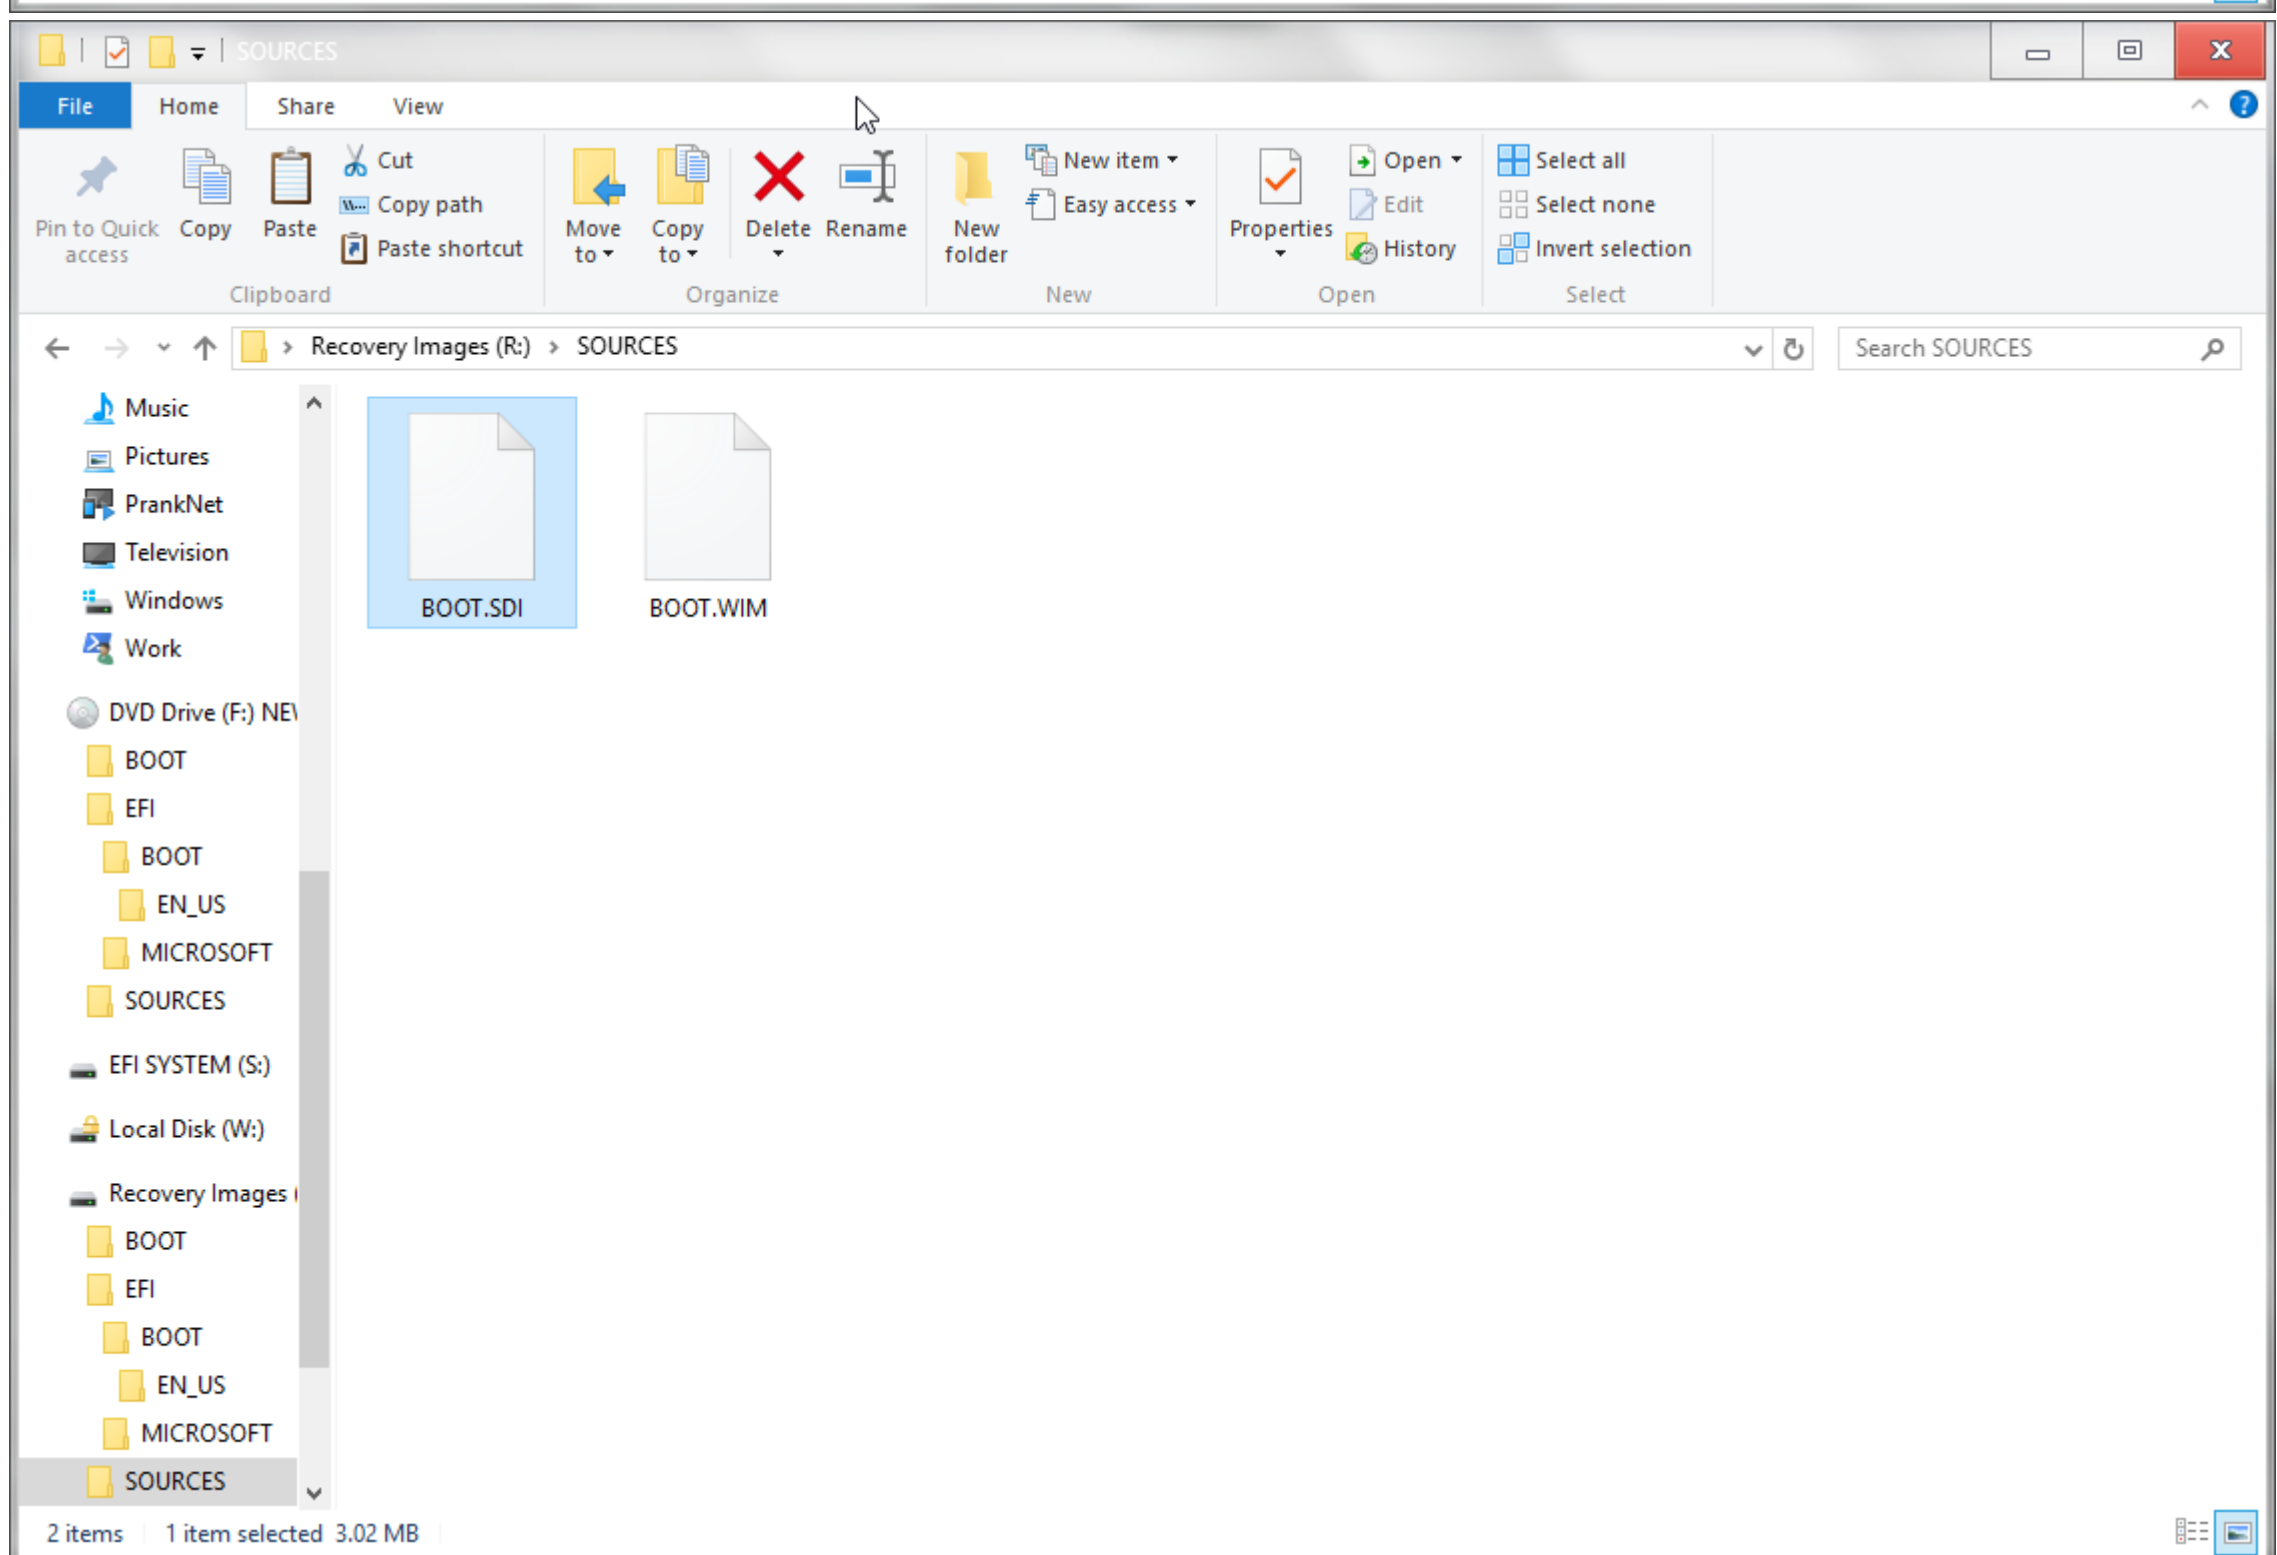 SOURCES
File Home Share View
Pin to Quick access
Copy
Paste
Cut
Copy path
Paste shortcut
Clipboard
Move to
Copy to
Delete
Rename
Organize
New folder
New item
Easy access
New
Properties
Open
Edit
History
Open
Select all
Select none
Invert selection
Select
Recovery Images (R:) > SOURCES
Search SOURCES
Music
Pictures
PrankNet
Television
Windows
Work
DVD Drive (F:)
BOOT
EFI
BOOT
EN_US
MICROSOFT
SOURCES
EFI SYSTEM (S:)
Local Disk (W:)
Recovery Images (
BOOT
EFI
BOOT
EN_US
MICROSOFT
SOURCES
BOOT.SDI
BOOT.WIM
2 items 1 item selected 3.02 MB